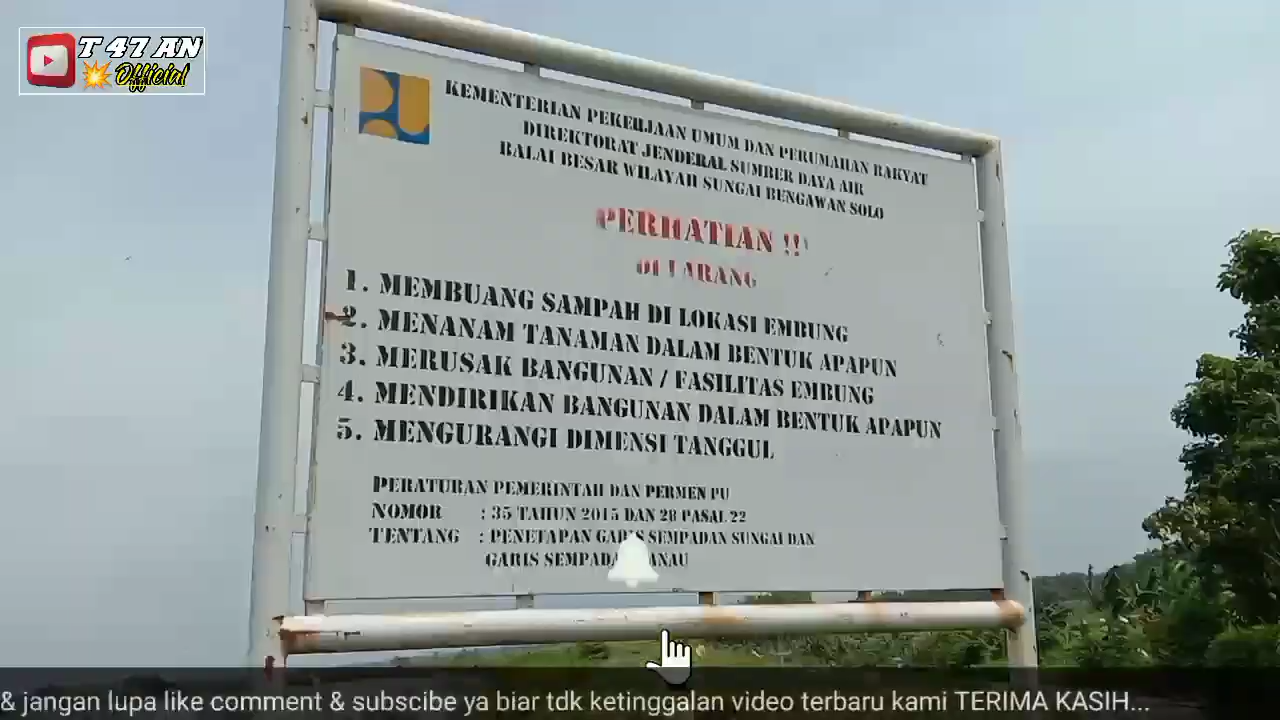 T 47 AN
Official
KEMENTERIAN PEKERJAAN UMUM DAN PERUMAHAN RAKYAT
DIREKTORAT JENDERAL SUMBER DAYA AIR
BALAI BESAR WILAYAH SUNGAI BENGAWAN SOLO
PERHATIAN !!!
DI LARANG
1. MEMBUANG SAMPAH DI LOKASI EMBUNG
2. MENANAM TANAMAN DALAM BENTUK APAPUN
3. MERUSAK BANGUNAN / FASILITAS EMBUNG
4. MENDIRIKAN BANGUNAN DALAM BENTUK APAPUN
5. MENGURANGI DIMENSI TANGGUL
PERATURAN PEMERINTAH DAN PERMEN PU
NOMOR : 35 TAHUN 2015 DAN 28 PASAL 22
TENTANG : PENETAPAN GARIS SEMPADAN SUNGAI DAN
GARIS SEMPADAN DANAU
& jangan lupa like comment & subscibe ya biar tdk ketinggalan video terbaru kami TERIMA KASIH...